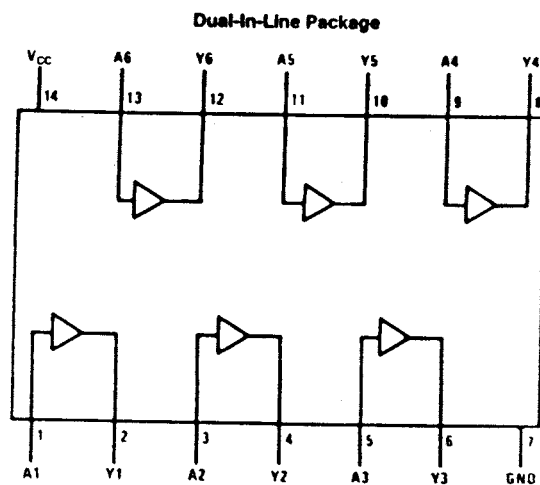 Dual-In-Line Package
VCC A6 Y6 A5 Y5 A4 Y4
14 13 12 11 10 9 8
1 2 3 4 5 6 7
A1 Y1 A2 Y2 A3 Y3 GND